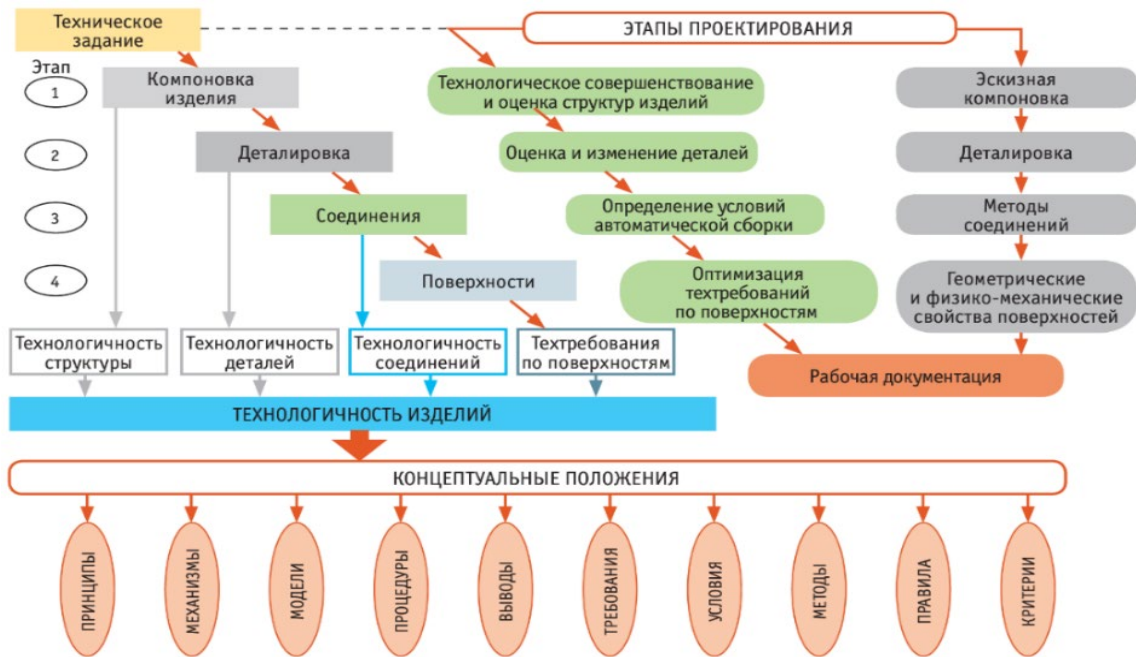 Техническое
задание
ЭТАПЫ ПРОЕКТИРОВАНИЯ
Этап
1
Компоновка
изделия
Технологическое совершенствование
и оценка структур изделий
Эскизная
компоновка
2
Деталировка
Оценка и изменение деталей
Деталировка
3
Соединения
Определение условий
автоматической сборки
Методы
соединений
4
Поверхности
Оптимизация
техтребований
по поверхностям
Геометрические
и физико-механические
свойства поверхностей
Технологичность
структуры
Технологичность
деталей
Технологичность
соединений
Техтребования
по поверхностям
Рабочая документация
ТЕХНОЛОГИЧНОСТЬ ИЗДЕЛИЙ
КОНЦЕПТУАЛЬНЫЕ ПОЛОЖЕНИЯ
ПРИНЦИПЫ
МЕХАНИЗМЫ
МОДЕЛИ
ПРОЦЕДУРЫ
ВЫВОДЫ
ТРЕБОВАНИЯ
УСЛОВИЯ
МЕТОДЫ
ПРАВИЛА
КРИТЕРИИ